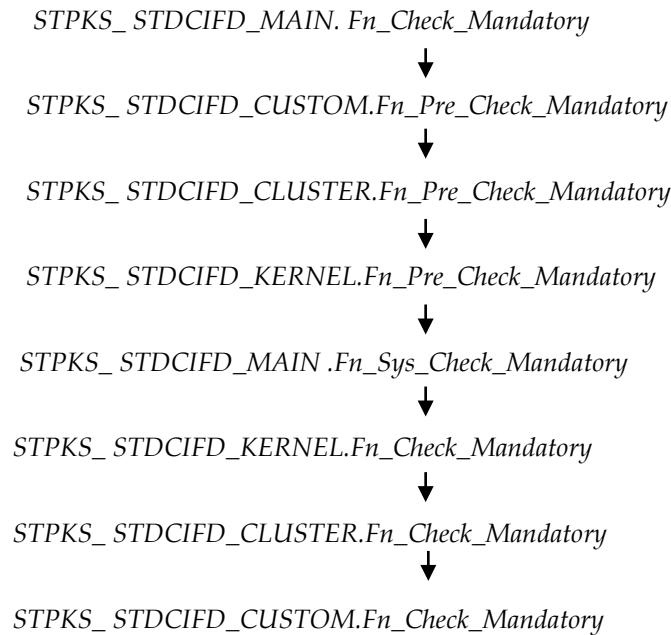 STPKS_ STDCIFD_MAIN. Fn_Check_Mandatory
STPKS_ STDCIFD_CUSTOM.Fn_Pre_Check_Mandatory
STPKS_ STDCIFD_CLUSTER.Fn_Pre_Check_Mandatory
STPKS_ STDCIFD_KERNEL.Fn_Pre_Check_Mandatory
STPKS_ STDCIFD_MAIN .Fn_Sys_Check_Mandatory
STPKS_ STDCIFD_KERNEL.Fn_Check_Mandatory
STPKS_ STDCIFD_CLUSTER.Fn_Check_Mandatory
STPKS_ STDCIFD_CUSTOM.Fn_Check_Mandatory